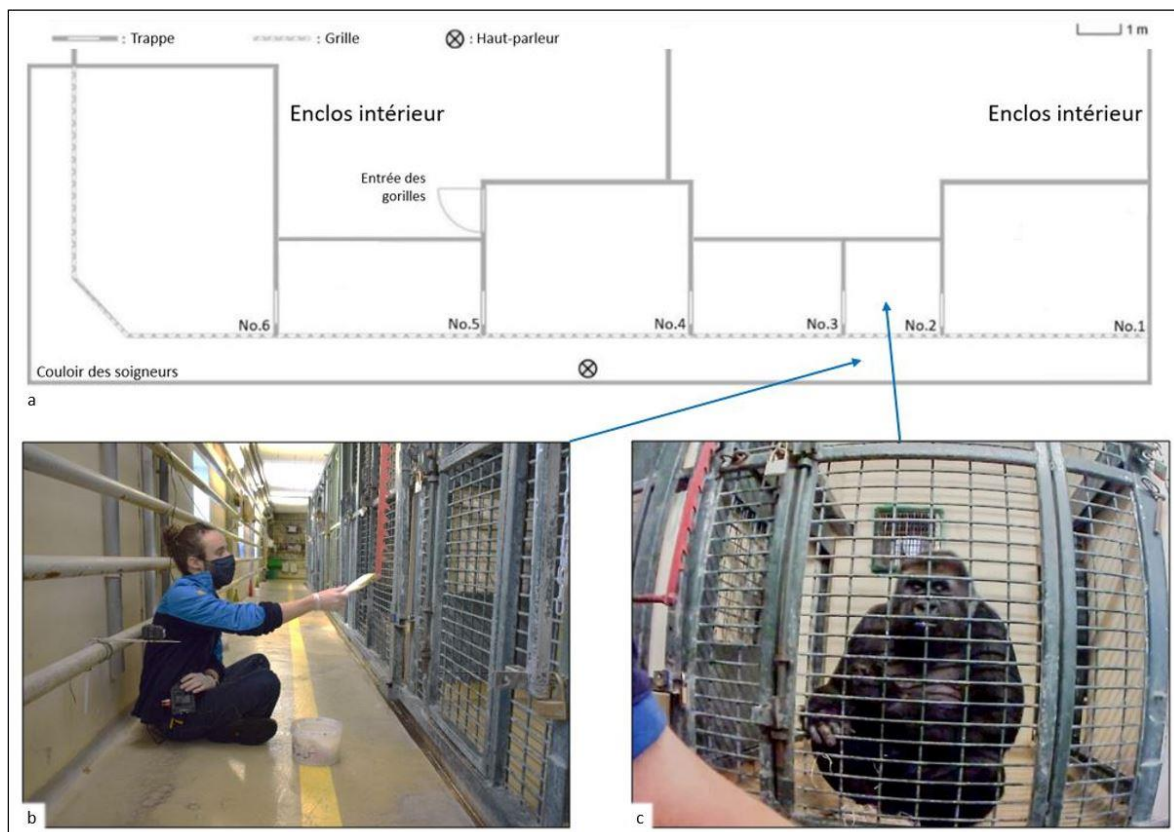 : Trappe : Grille : Haut-parleur 1 m
Enclos intérieur Enclos intérieur
Entrée des
gorilles
No.6 No.5 No.4 No.3 No.2 No.1
Couloir des soigneurs
a
b c